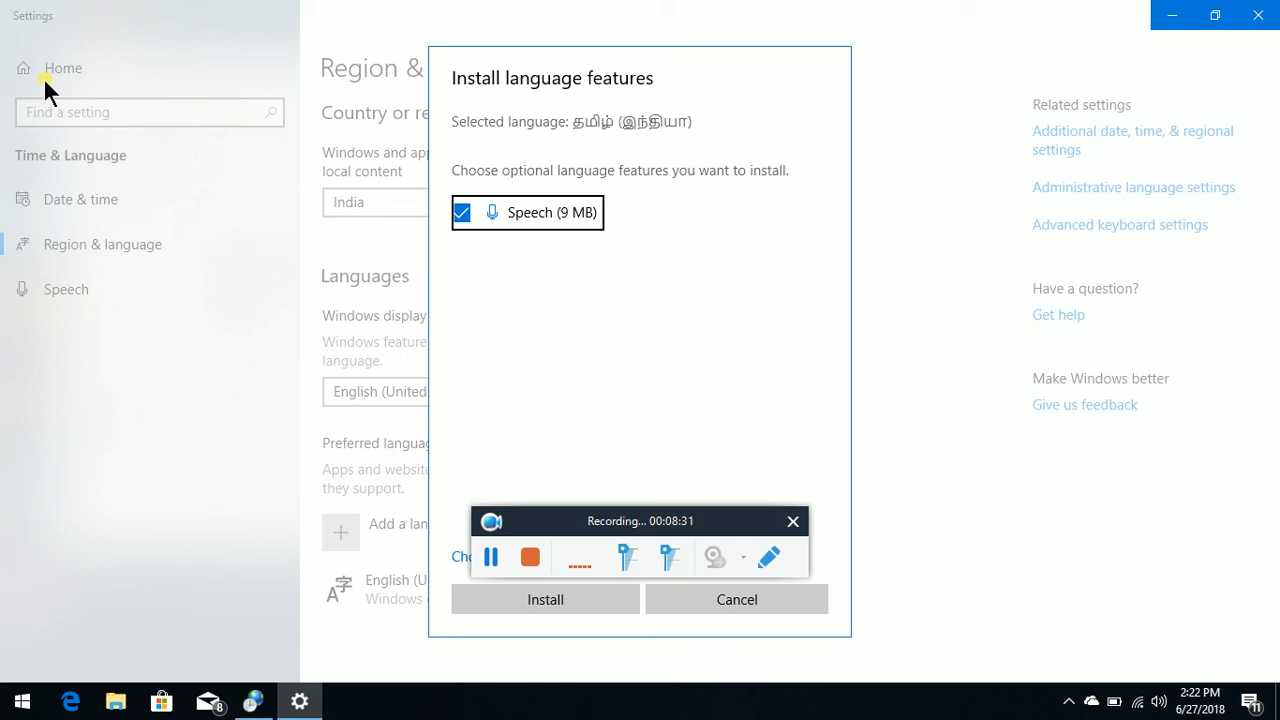 Settings
Home
Find a setting
Time & Language
Date & time
Region & language
Speech
Region &
Country or re
Windows and app
local content
India
Languages
Windows display
Windows feature
language.
English (United
Preferred langua
Apps and website
they support.
Add a lan
English (U
Windows
Install language features
Selected language: தமிழ் (இந்தியா)
Choose optional language features you want to install.
Speech (9 MB)
Recording... 00:08:31
Cho
Install
Cancel
Related settings
Additional date, time, & regional
settings
Administrative language settings
Advanced keyboard settings
Have a question?
Get help
Make Windows better
Give us feedback
8
2:22 PM
6/27/2018
11